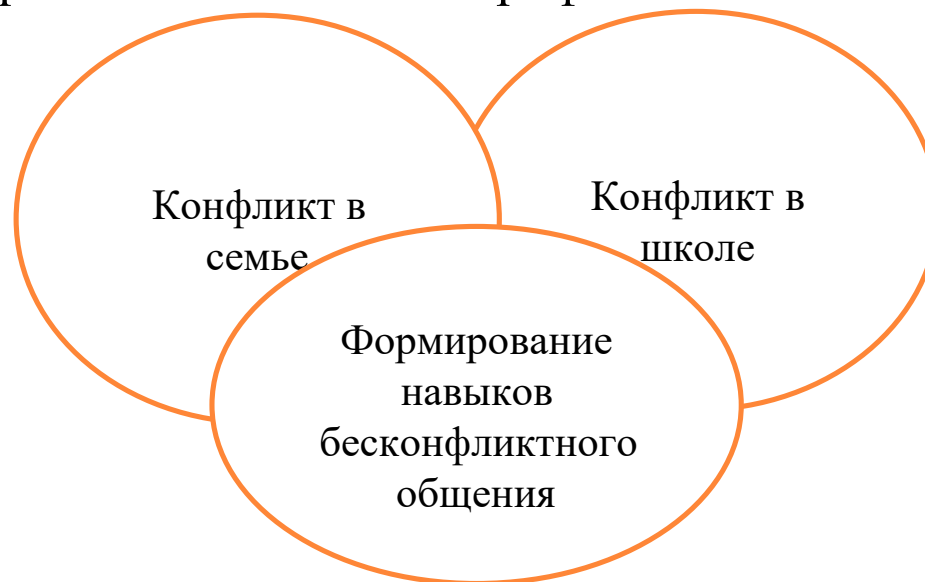 Конфликт в
семье
Конфликт в
школе
Формирование
навыков
бесконфликтного
общения